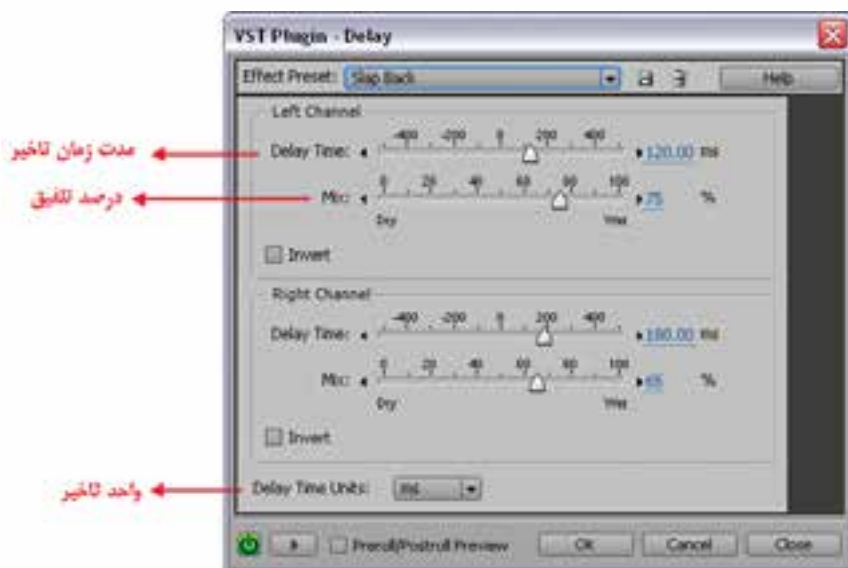 VST Plugin - Delay
Effect Preset: Slap Back Help
Left Channel
-400 -200 0 200 400
مدت زمان تاخیر Delay Time: 120.00 ms
0 20 40 60 80 100
درصد تلفیق Mix: 75 %
Dry Wet
Invert
Right Channel
-400 -200 0 200 400
Delay Time: 180.00 ms
0 20 40 60 80 100
Mix: 65 %
Dry Wet
Invert
واحد تاخیر Delay Time Units: ms
Preroll/Postroll Preview OK Cancel Close